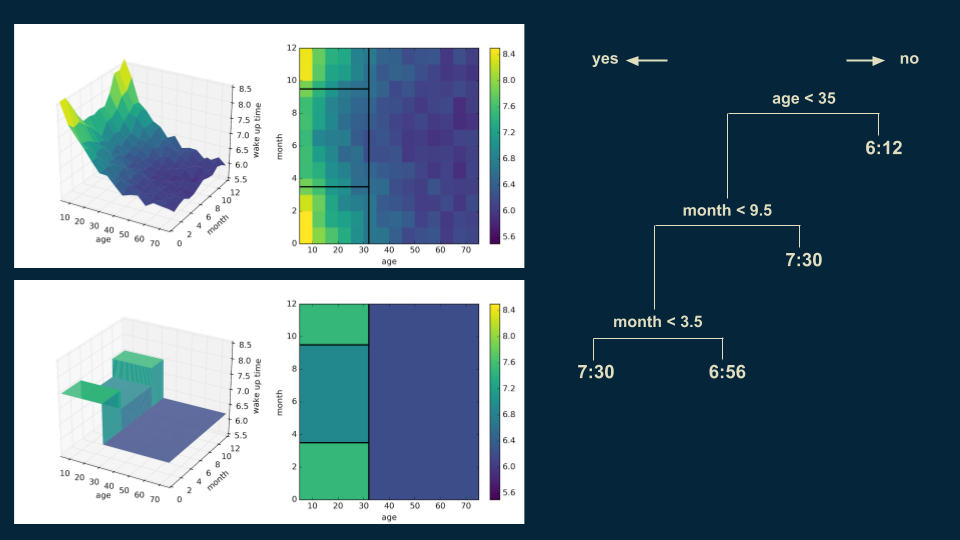 8.5
8.0
7.5
7.0
6.5
6.0
5.5
wake up time
10 20 30 40 50 60 70
age
0 2 4 6 8 10 12
month
12
10
8
6
4
2
0
month
10 20 30 40 50 60 70
age
8.4
8.0
7.6
7.2
6.8
6.4
6.0
5.6
8.5
8.0
7.5
7.0
6.5
6.0
5.5
wake up time
10 20 30 40 50 60 70
age
0 2 4 6 8 10 12
month
12
10
8
6
4
2
0
month
10 20 30 40 50 60 70
age
8.4
8.0
7.6
7.2
6.8
6.4
6.0
5.6
yes no
age < 35
6:12
month < 9.5
7:30
month < 3.5
7:30 6:56